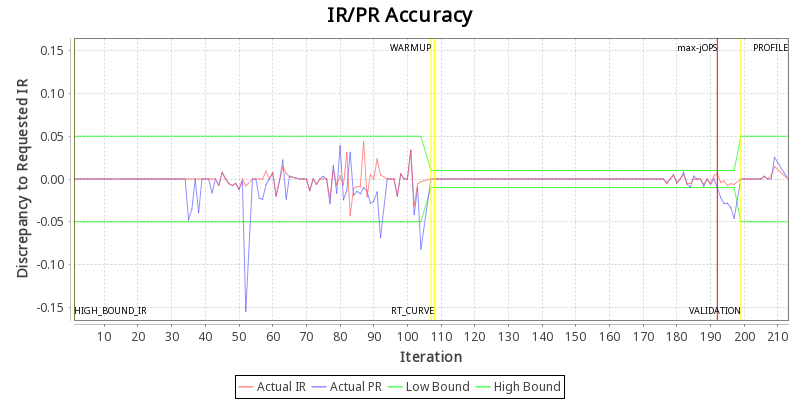 IR/PR Accuracy
Discrepancy to Requested IR
0.15
0.10
0.05
0.00
-0.05
-0.10
-0.15
WARMUP
max-jOPS
PROFILE
HIGH_BOUND_IR
RT_CURVE
VALIDATION
10 20 30 40 50 60 70 80 90 100 110 120 130 140 150 160 170 180 190 200 210
Iteration
Actual IR Actual PR Low Bound High Bound